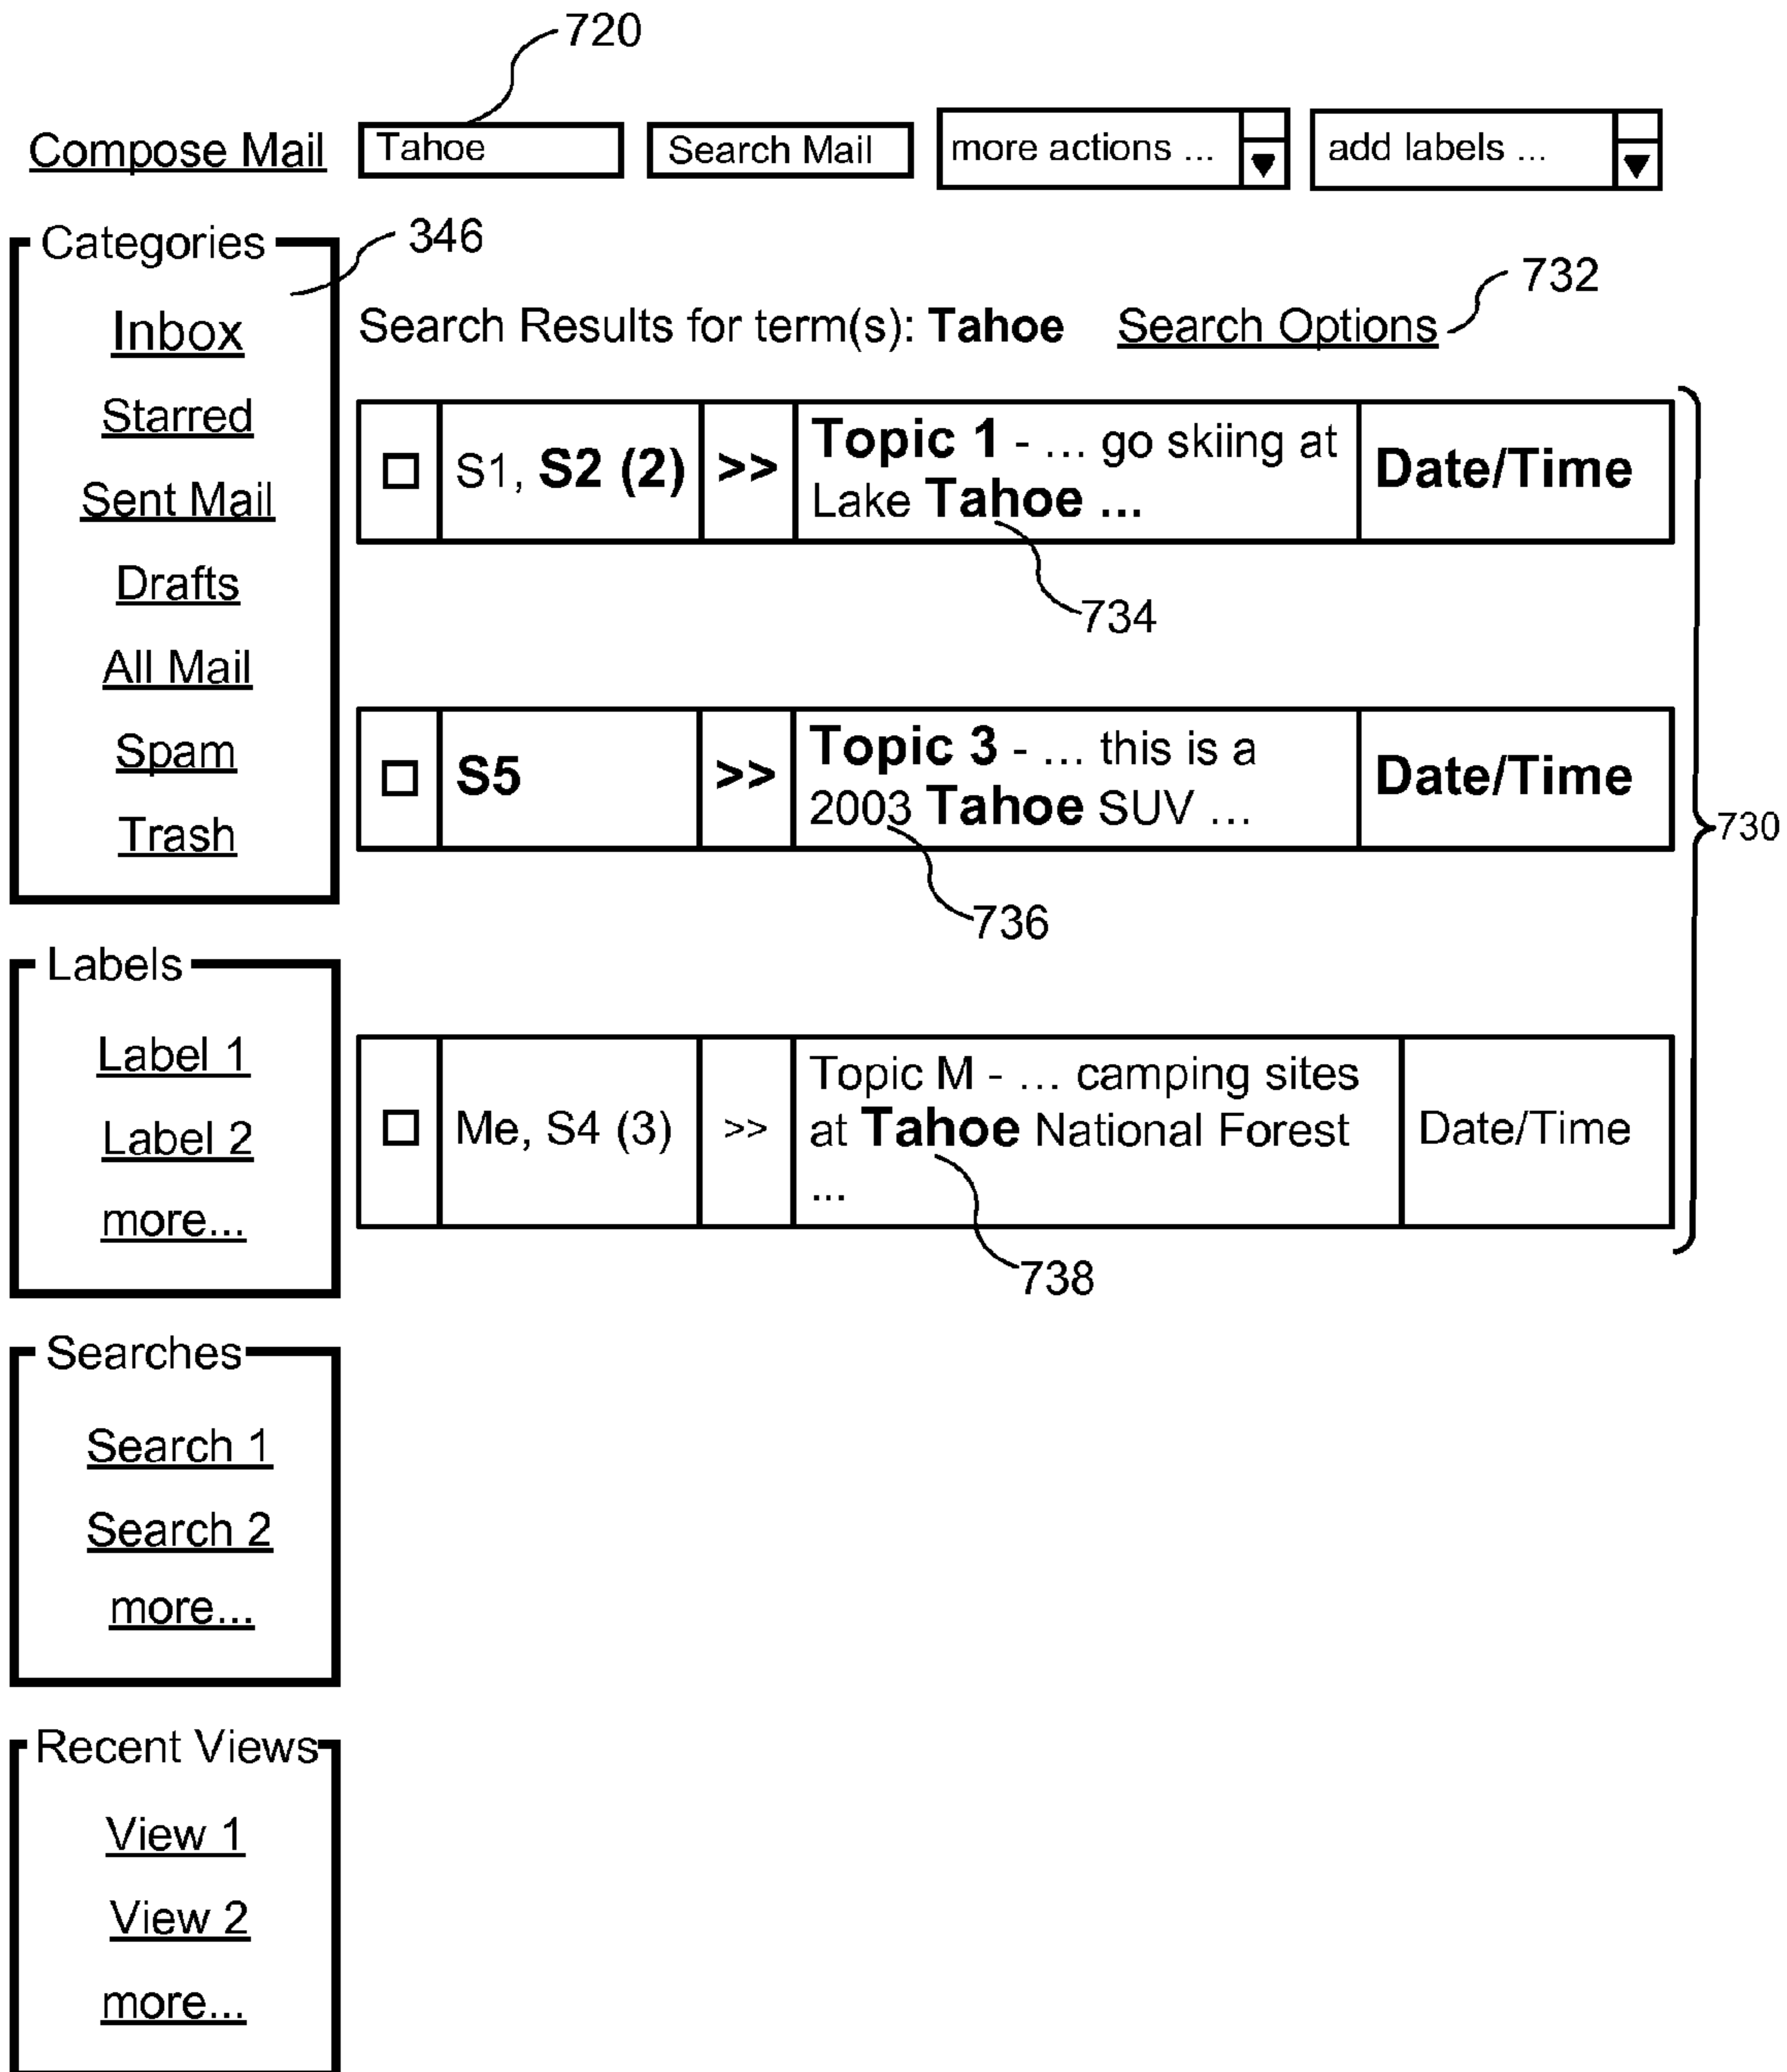 720
Compose Mail Tahoe Search Mail more actions ... add labels ...
Categories
346
Inbox
Starred
Sent Mail
Drafts
All Mail
Spam
Trash
Search Results for term(s): Tahoe Search Options
732
S1, S2 (2) >> Topic 1 - ... go skiing at Date/Time
Lake Tahoe ...
734
S5 >> Topic 3 - ... this is a Date/Time
2003 Tahoe SUV ...
736
730
Labels
Label 1
Label 2
more...
Me, S4 (3) >> Topic M - ... camping sites Date/Time
at Tahoe National Forest
...
738
Searches
Search 1
Search 2
more...
Recent Views
View 1
View 2
more...